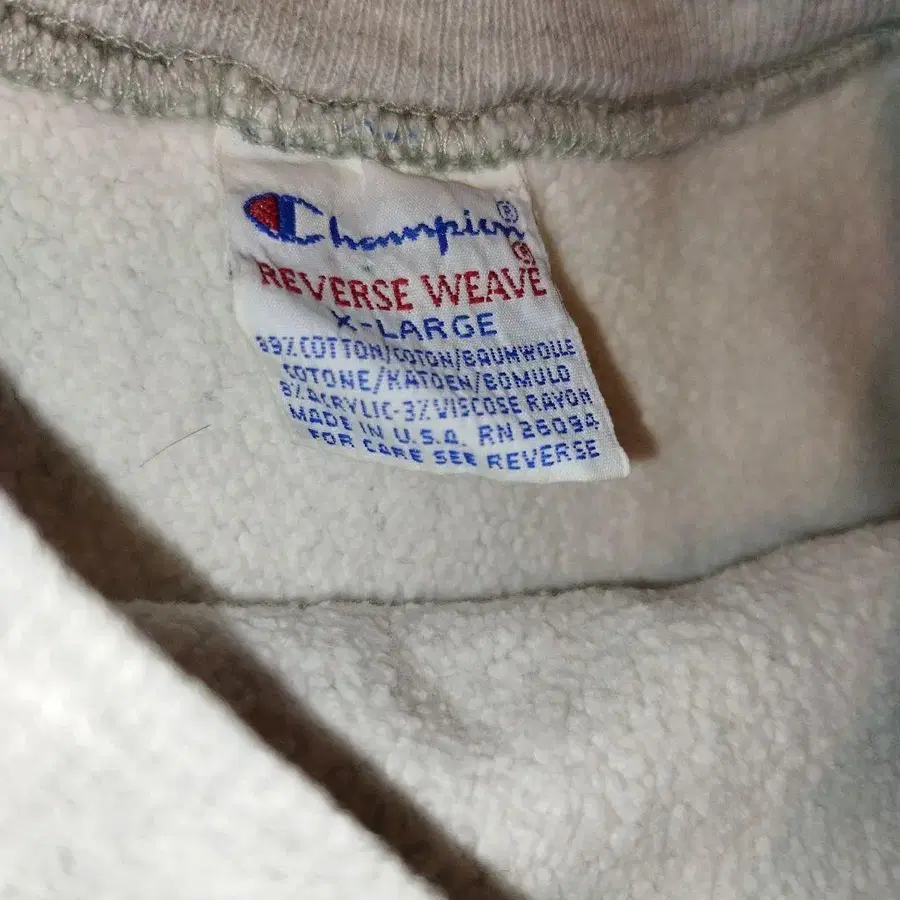 Champion®
REVERSE WEAVE®
X-LARGE
89% COTTON/COTON/BAUMWOLLE
COTONE/KATOEN/BOMULD
8% ACRYLIC-3% VISCOSE RAYON
MADE IN U.S.A. RN 26094
FOR CARE SEE REVERSE